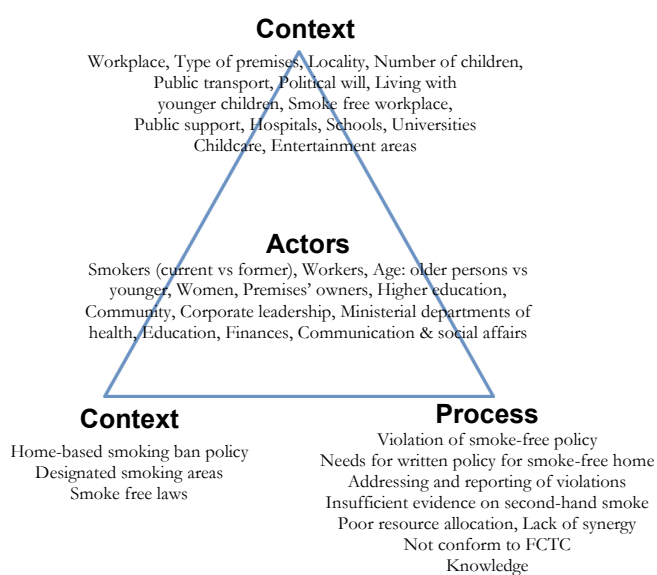 Context
Workplace, Type of premises, Locality, Number of children,
Public transport, Political will, Living with
younger children, Smoke free workplace,
Public support, Hospitals, Schools, Universities
Childcare, Entertainment areas
Actors
Smokers (current vs former), Workers, Age: older persons vs
younger, Women, Premises' owners, Higher education,
Community, Corporate leadership, Ministerial departments of
health, Education, Finances, Communication & social affairs
Context
Home-based smoking ban policy
Designated smoking areas
Smoke free laws
Process
Violation of smoke-free policy
Needs for written policy for smoke-free home
Addressing and reporting of violations
Insufficient evidence on second-hand smoke
Poor resource allocation, Lack of synergy
Not conform to FCTC
Knowledge